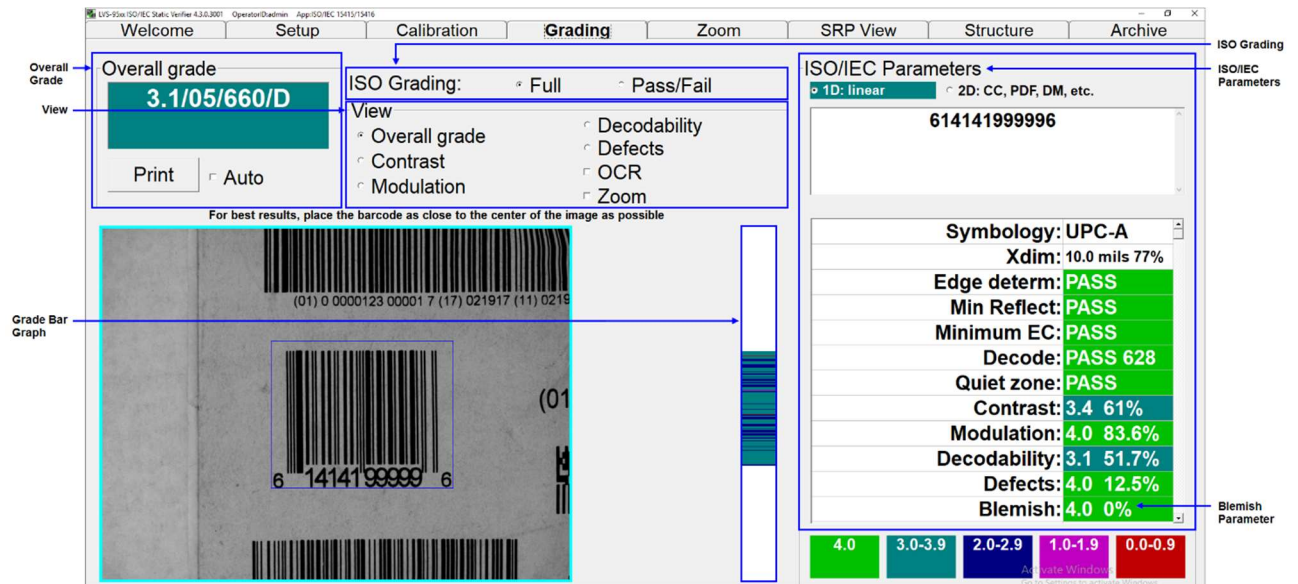 LVS-95xx ISO/IEC Static Verifier 4.3.0.3001 OperatorID:admin App:ISO/IEC 15415/15416
Welcome Setup Calibration Grading Zoom SRP View Structure Archive
ISO Grading
Overall Grade
ISO/IEC Parameters
View
Overall grade
3.1/05/660/D
Print Auto
ISO Grading: Full Pass/Fail
View
Overall grade
Contrast
Modulation
Decodability
Defects
OCR
Zoom
ISO/IEC Parameters
1D: linear 2D: CC, PDF, DM, etc.
614141999996
For best results, place the barcode as close to the center of the image as possible
(01) 0 0000123 00001 7 (17) 021917 (11) 0219
Grade Bar Graph
(01
6 14141 99999 6
Symbology: UPC-A
Xdim: 10.0 mils 77%
Edge determ: PASS
Min Reflect: PASS
Minimum EC: PASS
Decode: PASS 628
Quiet zone: PASS
Contrast: 3.4 61%
Modulation: 4.0 83.6%
Decodability: 3.1 51.7%
Defects: 4.0 12.5%
Blemish: 4.0 0%
Blemish Parameter
4.0 3.0-3.9 2.0-2.9 1.0-1.9 0.0-0.9
Activate Windows
Go to Settings to activate Windows.